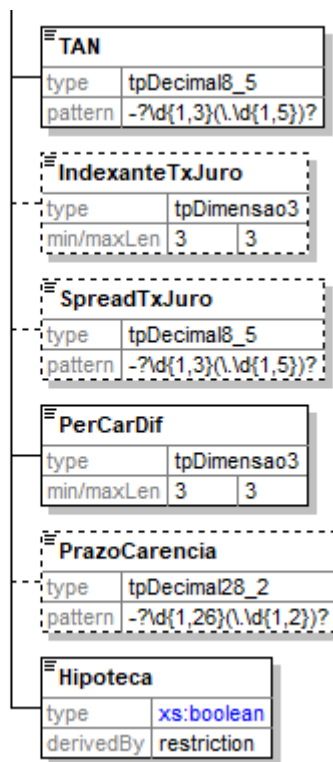 TAN
type tpDecimal8_5
pattern -?\d{1,3}(\.\d{1,5})?
IndexanteTxJuro
type tpDimensao3
min/maxLen 3 3
SpreadTxJuro
type tpDecimal8_5
pattern -?\d{1,3}(\.\d{1,5})?
PerCarDif
type tpDimensao3
min/maxLen 3 3
PrazoCarencia
type tpDecimal28_2
pattern -?\d{1,26}(\.\d{1,2})?
Hipoteca
type xs:boolean
derivedBy restriction